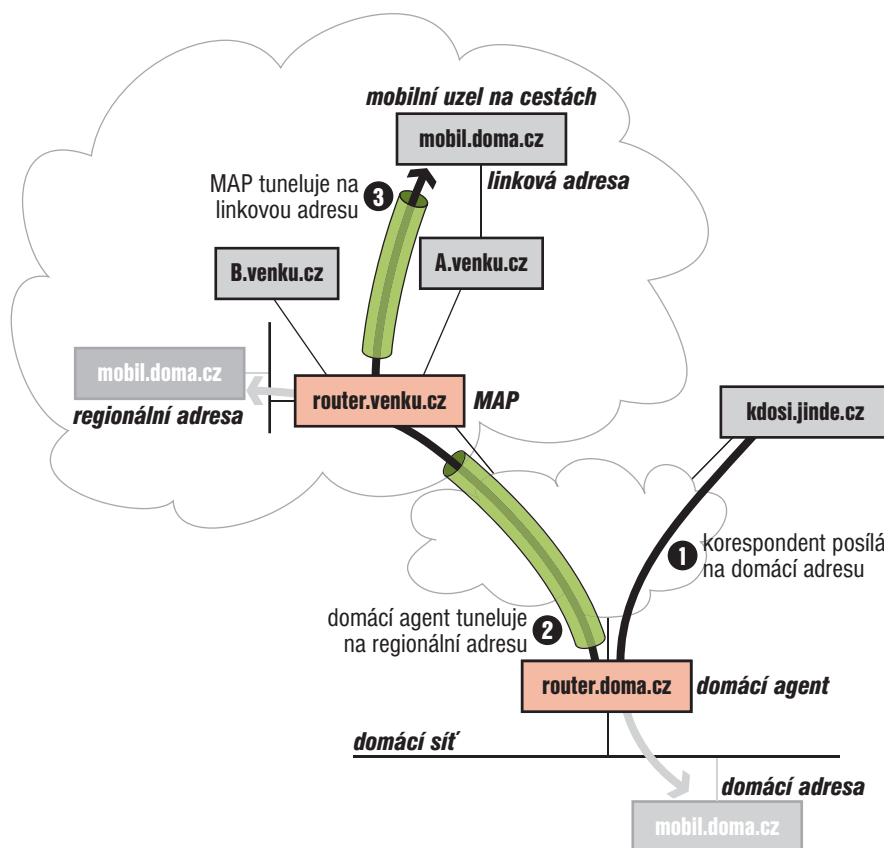 mobilní uzel na cestách
mobil.doma.cz
linková adresa
MAP tuneluje na
linkovou adresu
3
B.venku.cz
A.venku.cz
mobil.doma.cz
regionální adresa
router.venku.cz
MAP
kdosi.jinde.cz
1
korespondent posílá
na domácí adresu
domácí agent tuneluje
na regionální adresu
2
router.doma.cz
domácí agent
domácí síť
domácí adresa
mobil.doma.cz